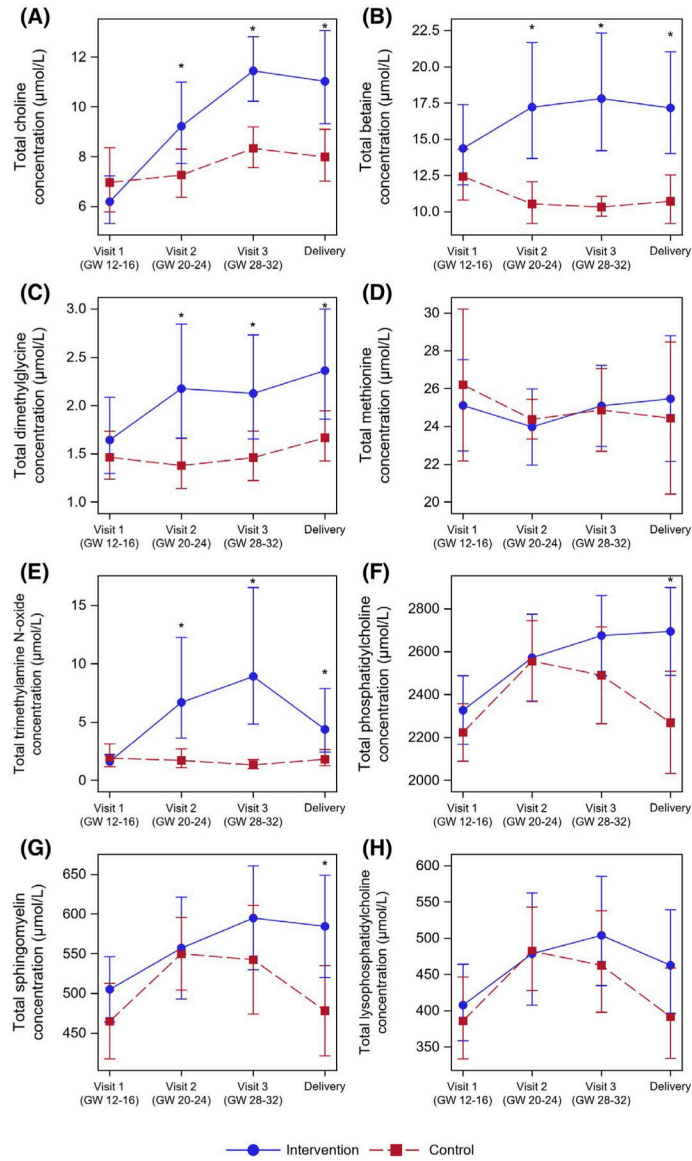 (A)
Total choline
concentration (μmol/L)
12
10
8
6
*
*
*
Visit 1
(GW 12-16)
Visit 2
(GW 20-24)
Visit 3
(GW 28-32)
Delivery
(B)
Total betaine
concentration (μmol/L)
22.5
20.0
17.5
15.0
12.5
10.0
*
*
*
Visit 1
(GW 12-16)
Visit 2
(GW 20-24)
Visit 3
(GW 28-32)
Delivery
(C)
Total dimethylglycine
concentration (μmol/L)
3.0
2.5
2.0
1.5
1.0
*
*
*
Visit 1
(GW 12-16)
Visit 2
(GW 20-24)
Visit 3
(GW 28-32)
Delivery
(D)
Total methionine
concentration (μmol/L)
30
28
26
24
22
20
Visit 1
(GW 12-16)
Visit 2
(GW 20-24)
Visit 3
(GW 28-32)
Delivery
(E)
Total trimethylamine N-oxide
concentration (μmol/L)
15
10
5
0
*
*
*
Visit 1
(GW 12-16)
Visit 2
(GW 20-24)
Visit 3
(GW 28-32)
Delivery
(F)
Total phosphatidylcholine
concentration (μmol/L)
2800
2600
2400
2200
2000
*
Visit 1
(GW 12-16)
Visit 2
(GW 20-24)
Visit 3
(GW 28-32)
Delivery
(G)
Total sphingomyelin
concentration (μmol/L)
650
600
550
500
450
*
Visit 1
(GW 12-16)
Visit 2
(GW 20-24)
Visit 3
(GW 28-32)
Delivery
(H)
Total lysophosphatidylcholine
concentration (μmol/L)
600
550
500
450
400
350
Visit 1
(GW 12-16)
Visit 2
(GW 20-24)
Visit 3
(GW 28-32)
Delivery
Intervention
Control